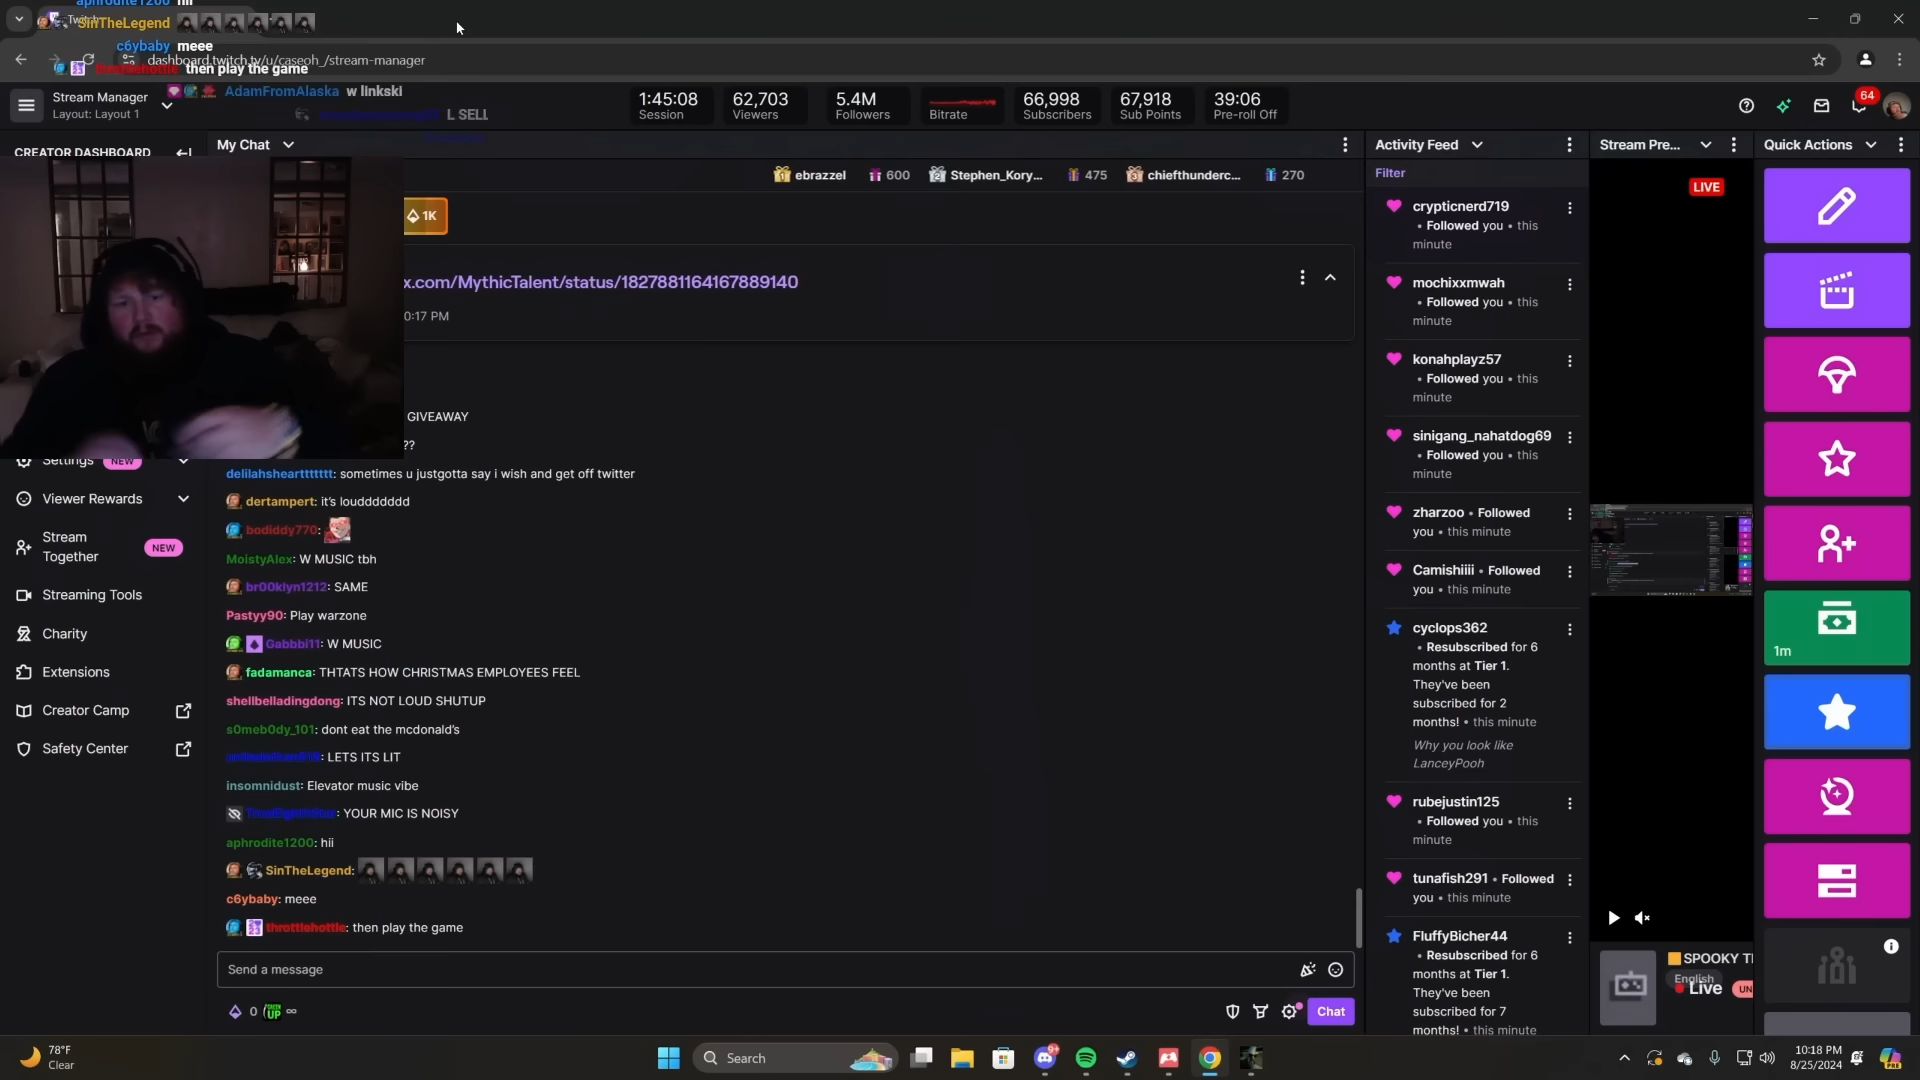 aphrodite1200 hii
SinTheLegend
c6ybaby meee
dashboard.twitch.tv/u/caseoh_/stream-manager
throttlehottle then play the game
AdamFromAlaska w linkski
L SELL
Stream Manager
Layout: Layout 1
1:45:08
Session
62,703
Viewers
5.4M
Followers
Bitrate
66,998
Subscribers
67,918
Sub Points
39:06
Pre-roll Off
64
CREATOR DASHBOARD
My Chat
Activity Feed
Stream Pre...
Quick Actions
ebrazzel
600
Stephen_Kory...
475
chiefthunderc...
270
1K
x.com/MythicTalent/status/1827881164167889140
0:17 PM
GIVEAWAY
??
delilahshearttttttt: sometimes u justgotta say i wish and get off twitter
dertampert: it's louddddddd
bodiddy770:
MoistyAlex: W MUSIC tbh
br00klyn1212: SAME
Pastyy90: Play warzone
Gabbbi11: W MUSIC
fadamanca: THTATS HOW CHRISTMAS EMPLOYEES FEEL
shellbelladingdong: ITS NOT LOUD SHUTUP
s0meb0dy_101: dont eat the mcdonald's
: LETS ITS LIT
insomnidust: Elevator music vibe
: YOUR MIC IS NOISY
aphrodite1200: hii
SinTheLegend:
c6ybaby: meee
throttlehottle: then play the game
Send a message
0
UP
∞
Chat
Settings NEW
Viewer Rewards
Stream
Together
NEW
Streaming Tools
Charity
Extensions
Creator Camp
Safety Center
Filter
crypticnerd719
• Followed you • this
minute
mochixxmwah
• Followed you • this
minute
konahplayz57
• Followed you • this
minute
sinigang_nahatdog69
• Followed you • this
minute
zharzoo • Followed
you • this minute
Camishiiii • Followed
you • this minute
cyclops362
• Resubscribed for 6
months at Tier 1.
They've been
subscribed for 2
months! • this minute
Why you look like
LanceyPooh
rubejustin125
• Followed you • this
minute
tunafish291 • Followed
you • this minute
FluffyBicher44
• Resubscribed for 6
months at Tier 1.
They've been
subscribed for 7
months! • this minute
LIVE
SPOOKY
English
Live
UN
1m
78°F
Clear
Search
9+
10:18 PM
8/25/2024